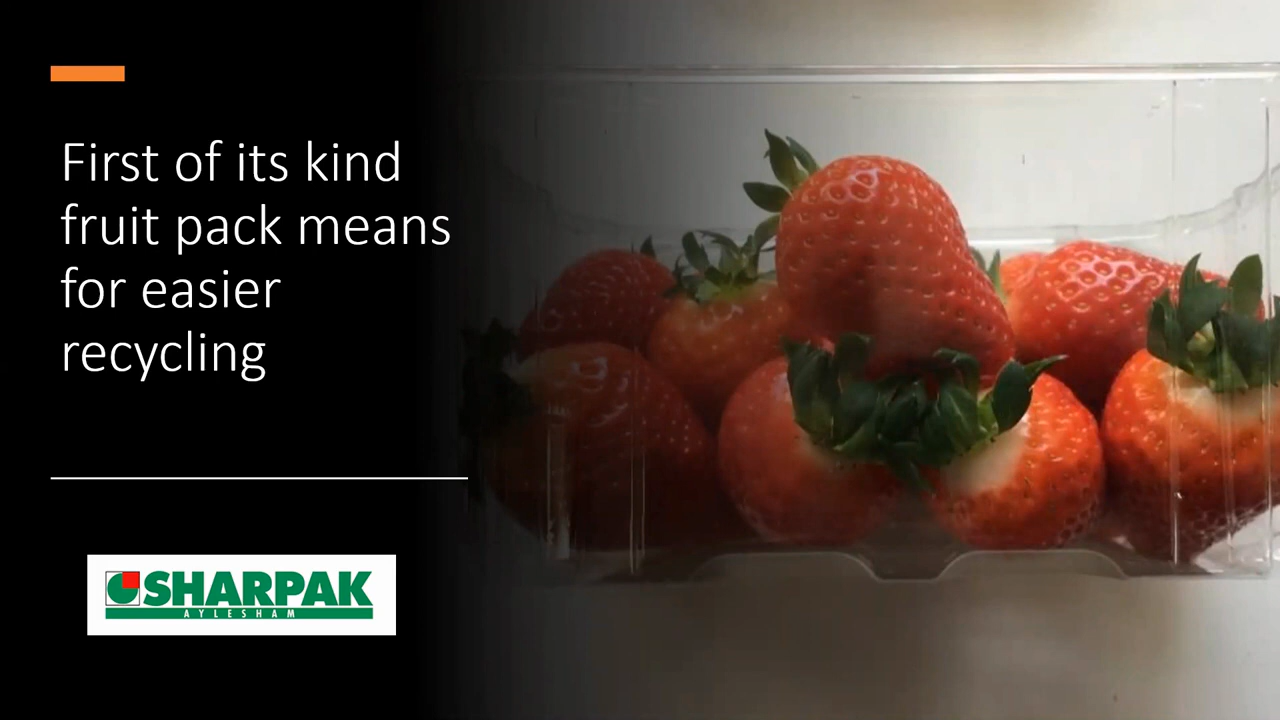 First of its kind
fruit pack means
for easier
recycling
SHARPAK
AYLESHAM